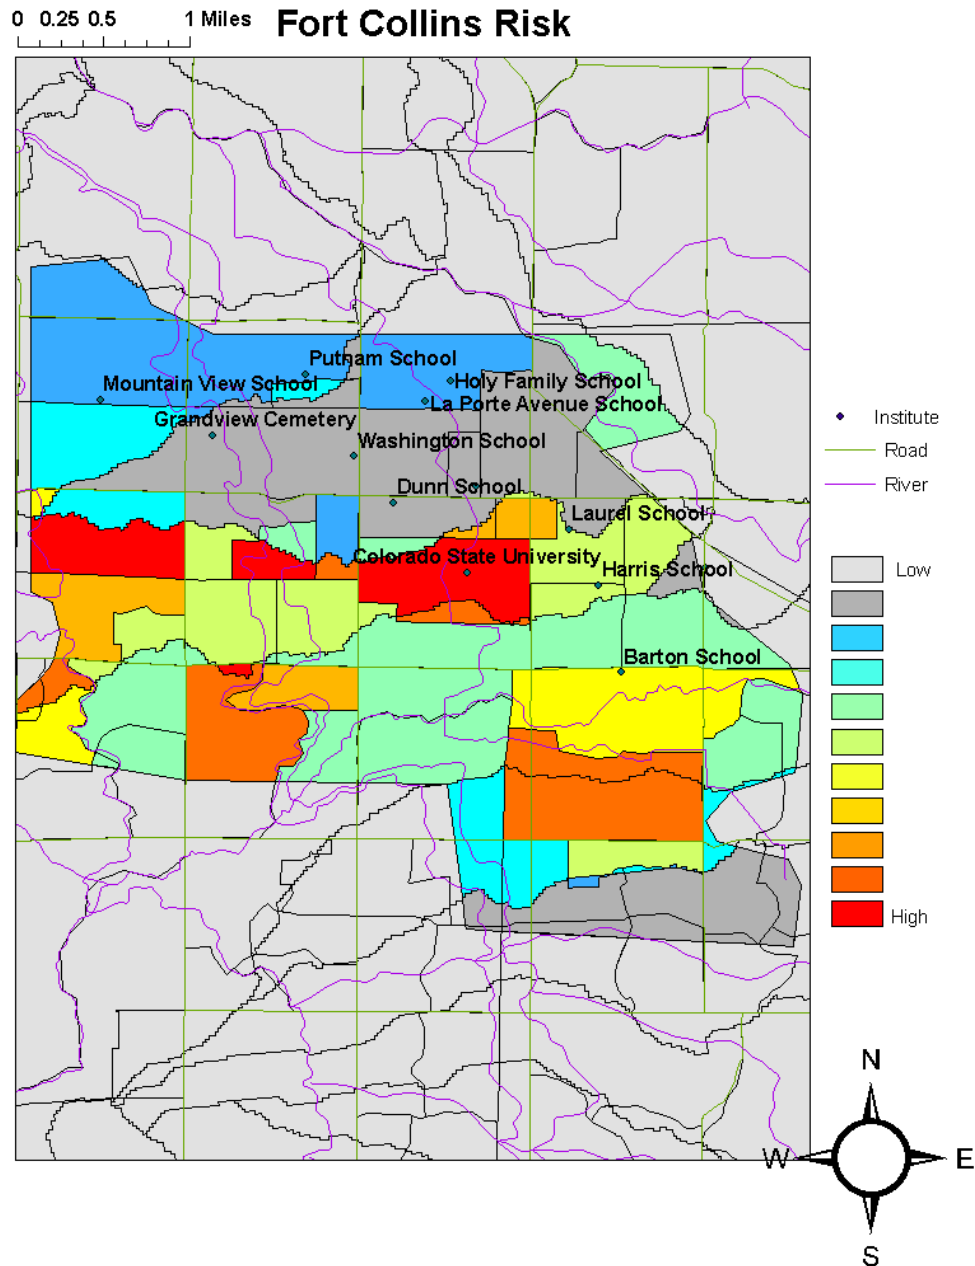 0 0.25 0.5 1 Miles
Fort Collins Risk
Putnam School
Mountain View School
Holy Family School
La Porte Avenue School
Grandview Cemetery
Washington School
Dunn School
Laurel School
Colorado State University
Harris School
Barton School
Institute
Road
River
Low
High
N
W
E
S